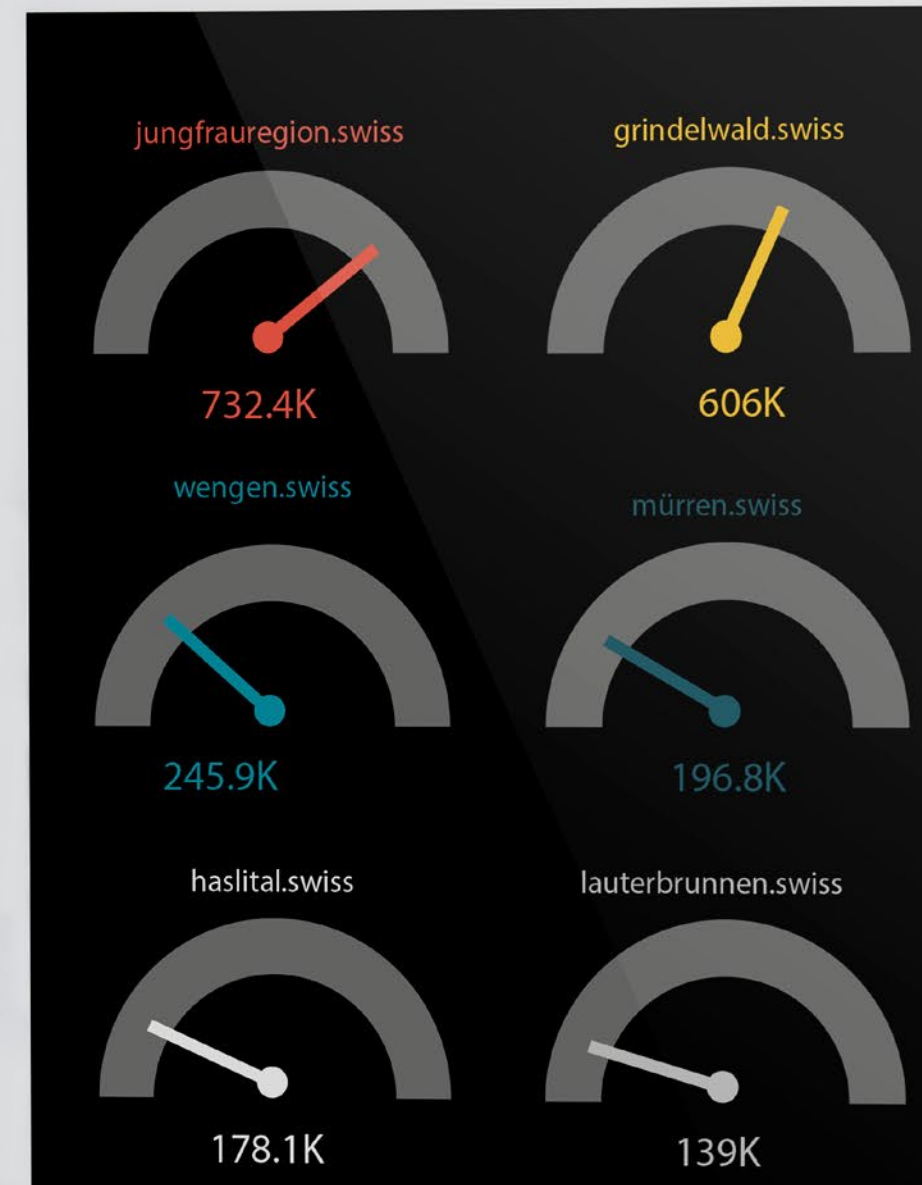 jungfrauregion.swiss
grindelwald.swiss
732.4K
606K
wengen.swiss
mürren.swiss
245.9K
196.8K
haslital.swiss
lauterbrunnen.swiss
178.1K
139K